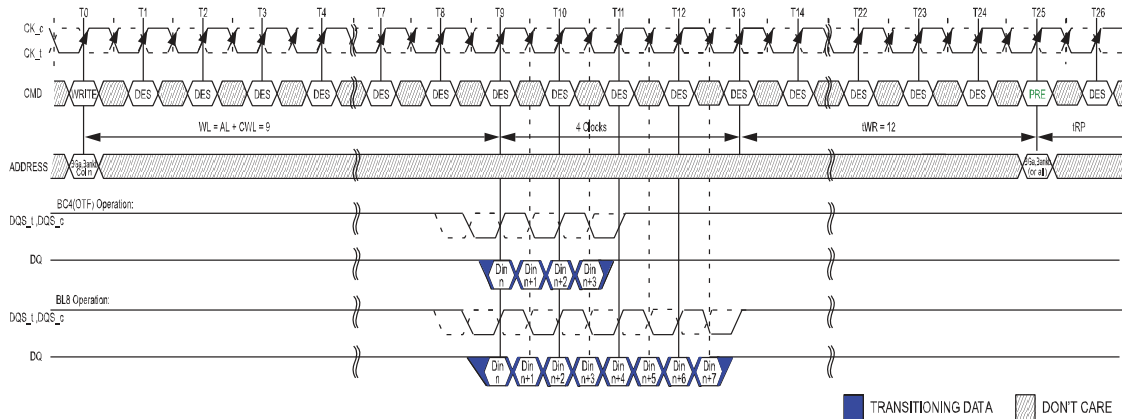 T0 T1 T2 T4 T7 T8 T9 T10 T11 T12 T13 T14 T22 T23 T24 T25 T26
CK_c
CK_t
CMD WRITE DES DES DES DES DES DES DES DES DES DES DES DES DES DES DES PRE DES
WL = AL + CWL = 9 4 Clocks tWR = 12 tRP
ADDRESS
Col n (or all)
BC4(OTF) Operation:
DQS_t ,DQS_c
DQ Din n Din n+1 Din n+2 Din n+3
BL8 Operation:
DQS_t ,DQS_c
DQ Din n Din n+1 Din n+2 Din n+3 Din n+4 Din n+5 Din n+6 Din n+7
TRANSITIONING DATA DON'T CARE